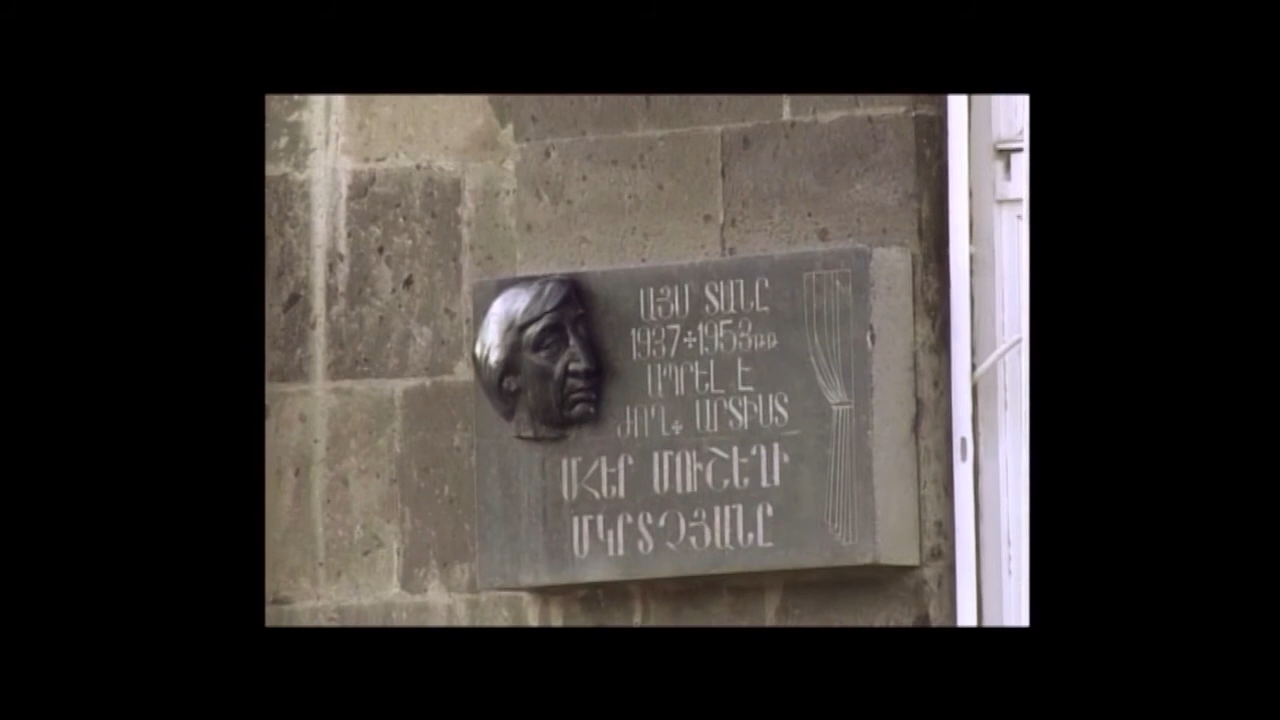 ԱՅՍ ՏԱՆԸ
1937÷1953թթ.
ԱՊՐԵԼ Է
ԺՈՂ. ԱՐՏԻՍՏ
ՄՀԵՐ ՄՈՒՇԵՂԻ
ՄԿՐՏՉՅԱՆԸ